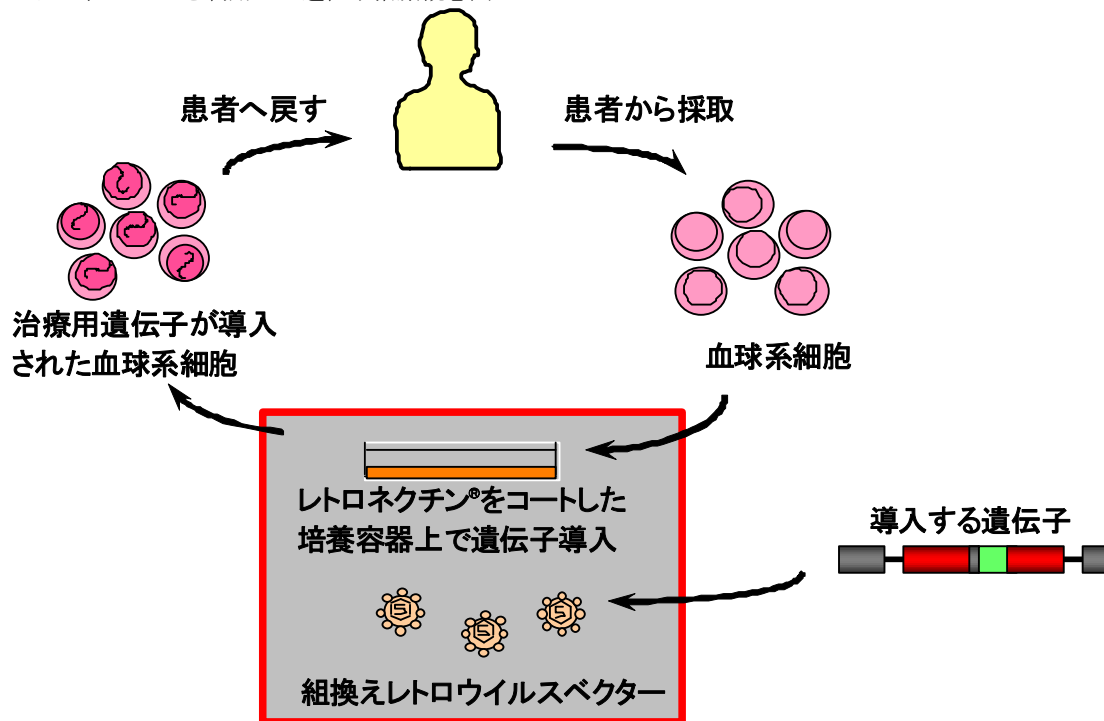 患者へ戻す
患者から採取
治療用遺伝子が導入
された血球系細胞
血球系細胞
レトロネクチン®をコートした
培養容器上で遺伝子導入
導入する遺伝子
組換えレトロウイルスベクター